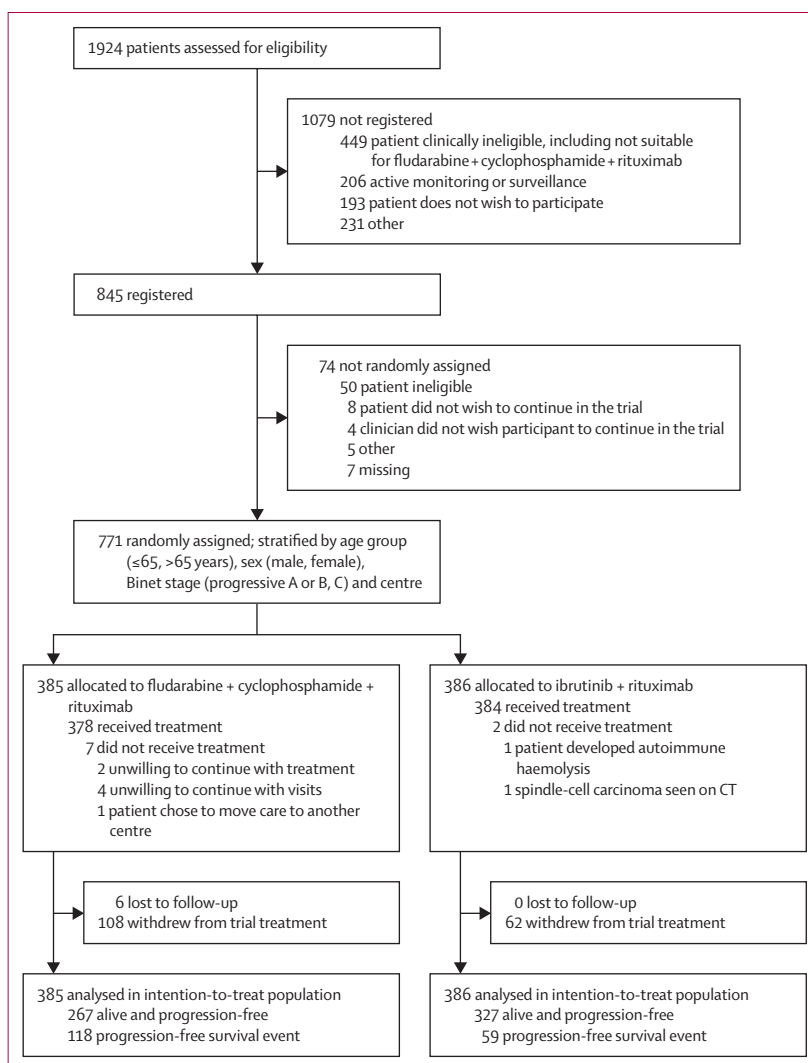 1924 patients assessed for eligibility
1079 not registered
449 patient clinically ineligible, including not suitable
for fludarabine + cyclophosphamide + rituximab
206 active monitoring or surveillance
193 patient does not wish to participate
231 other
845 registered
74 not randomly assigned
50 patient ineligible
8 patient did not wish to continue in the trial
4 clinician did not wish participant to continue in the trial
5 other
7 missing
771 randomly assigned; stratified by age group
(≤65, >65 years), sex (male, female),
Binet stage (progressive A or B, C) and centre
385 allocated to fludarabine + cyclophosphamide +
rituximab
378 received treatment
7 did not receive treatment
2 unwilling to continue with treatment
4 unwilling to continue with visits
1 patient chose to move care to another
centre
386 allocated to ibrutinib + rituximab
384 received treatment
2 did not receive treatment
1 patient developed autoimmune
haemolysis
1 spindle-cell carcinoma seen on CT
6 lost to follow-up
108 withdrew from trial treatment
0 lost to follow-up
62 withdrew from trial treatment
385 analysed in intention-to-treat population
267 alive and progression-free
118 progression-free survival event
386 analysed in intention-to-treat population
327 alive and progression-free
59 progression-free survival event